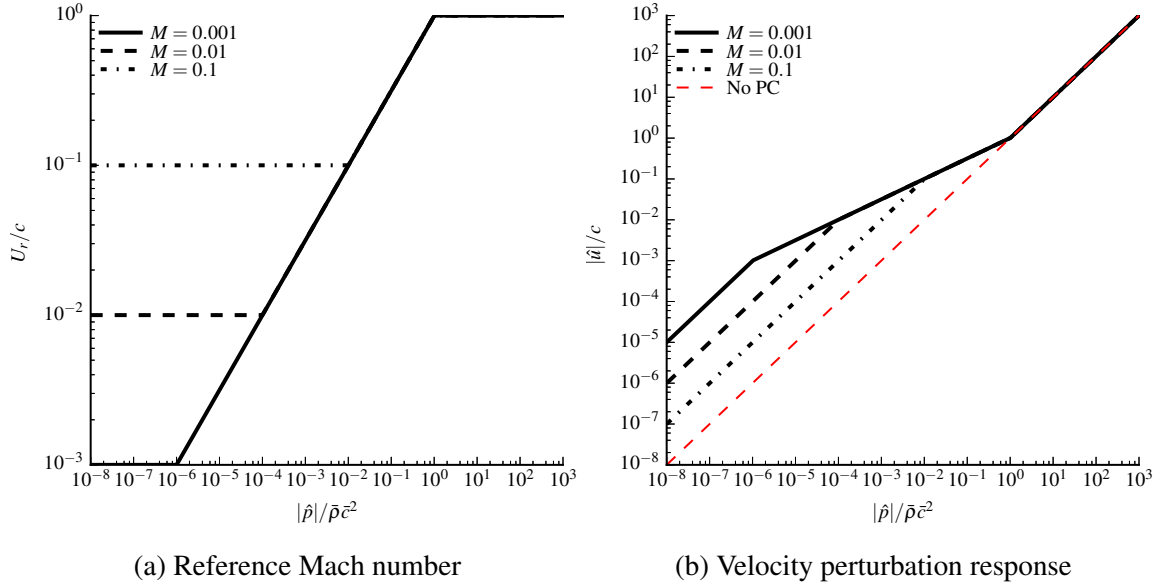 10^0
10^-1
10^-2
10^-3
U_r/c
10^-8 10^-7 10^-6 10^-5 10^-4 10^-3 10^-2 10^-1 10^0 10^1 10^2 10^3
|p̂|/ρ̄c̄^2
M = 0.001
M = 0.01
M = 0.1
(a) Reference Mach number
10^3
10^2
10^1
10^0
10^-1
10^-2
10^-3
10^-4
10^-5
10^-6
10^-7
10^-8
|û|/c
10^-8 10^-7 10^-6 10^-5 10^-4 10^-3 10^-2 10^-1 10^0 10^1 10^2 10^3
|p̂|/ρ̄c̄^2
M = 0.001
M = 0.01
M = 0.1
No PC
(b) Velocity perturbation response